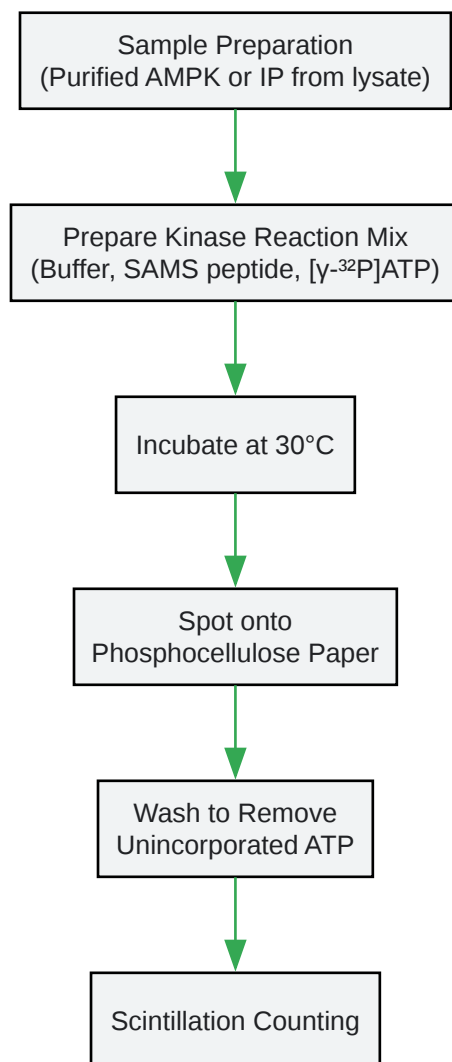 Sample Preparation
(Purified AMPK or IP from lysate)
Prepare Kinase Reaction Mix
(Buffer, SAMS peptide, [γ-³²P]ATP)
Incubate at 30°C
Spot onto
Phosphocellulose Paper
Wash to Remove
Unincorporated ATP
Scintillation Counting